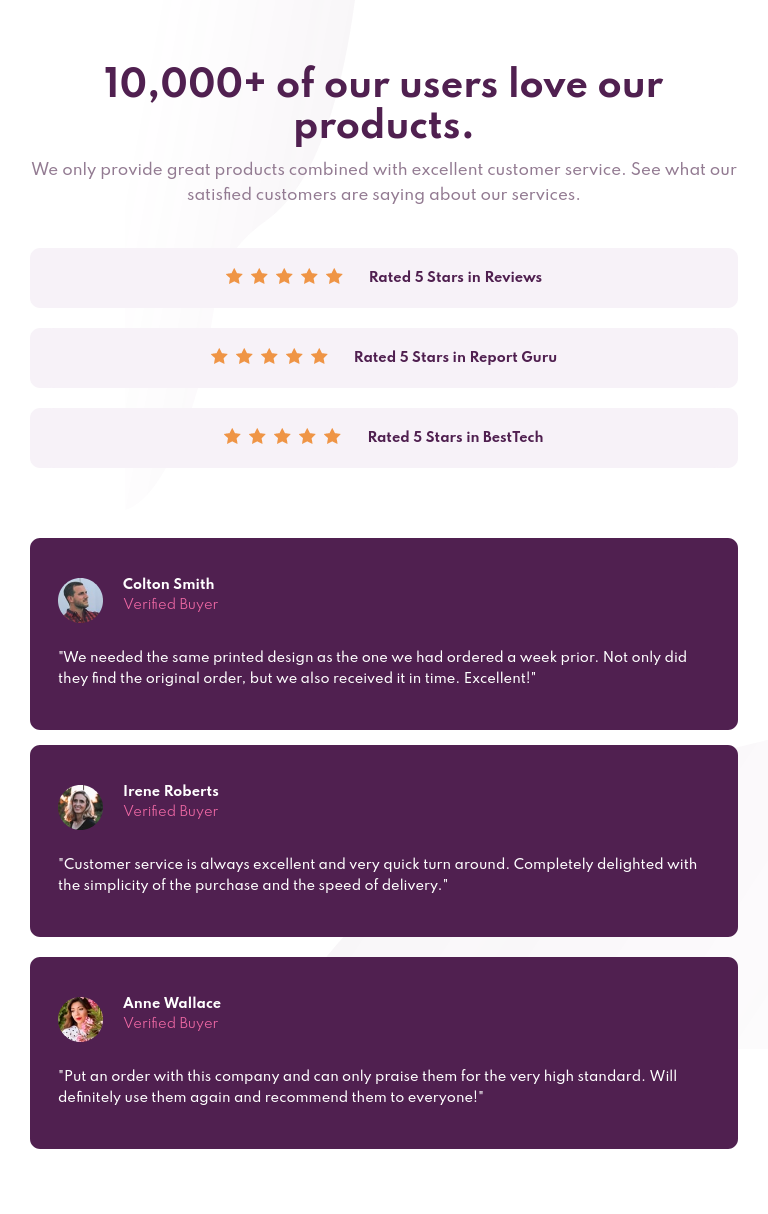 10,000+ of our users love our
products.
We only provide great products combined with excellent customer service. See what our
satisfied customers are saying about our services.
Rated 5 Stars in Reviews
Rated 5 Stars in Report Guru
Rated 5 Stars in BestTech
Colton Smith
Verified Buyer
"We needed the same printed design as the one we had ordered a week prior. Not only did
they find the original order, but we also received it in time. Excellent!"
Irene Roberts
Verified Buyer
"Customer service is always excellent and very quick turn around. Completely delighted with
the simplicity of the purchase and the speed of delivery."
Anne Wallace
Verified Buyer
"Put an order with this company and can only praise them for the very high standard. Will
definitely use them again and recommend them to everyone!"